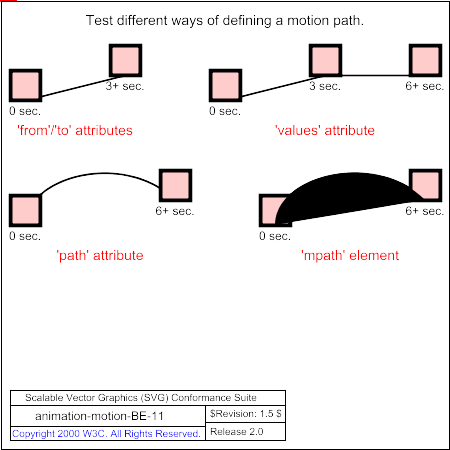 Test different ways of defining a motion path.
3+ sec.
3 sec.
6+ sec.
0 sec.
0 sec.
'from'/'to' attributes
'values' attribute
6+ sec.
6+ sec.
0 sec.
0 sec.
'path' attribute
'mpath' element
Scalable Vector Graphics (SVG) Conformance Suite
animation-motion-BE-11
$Revision: 1.5 $
Copyright 2000 W3C. All Rights Reserved.
Release 2.0